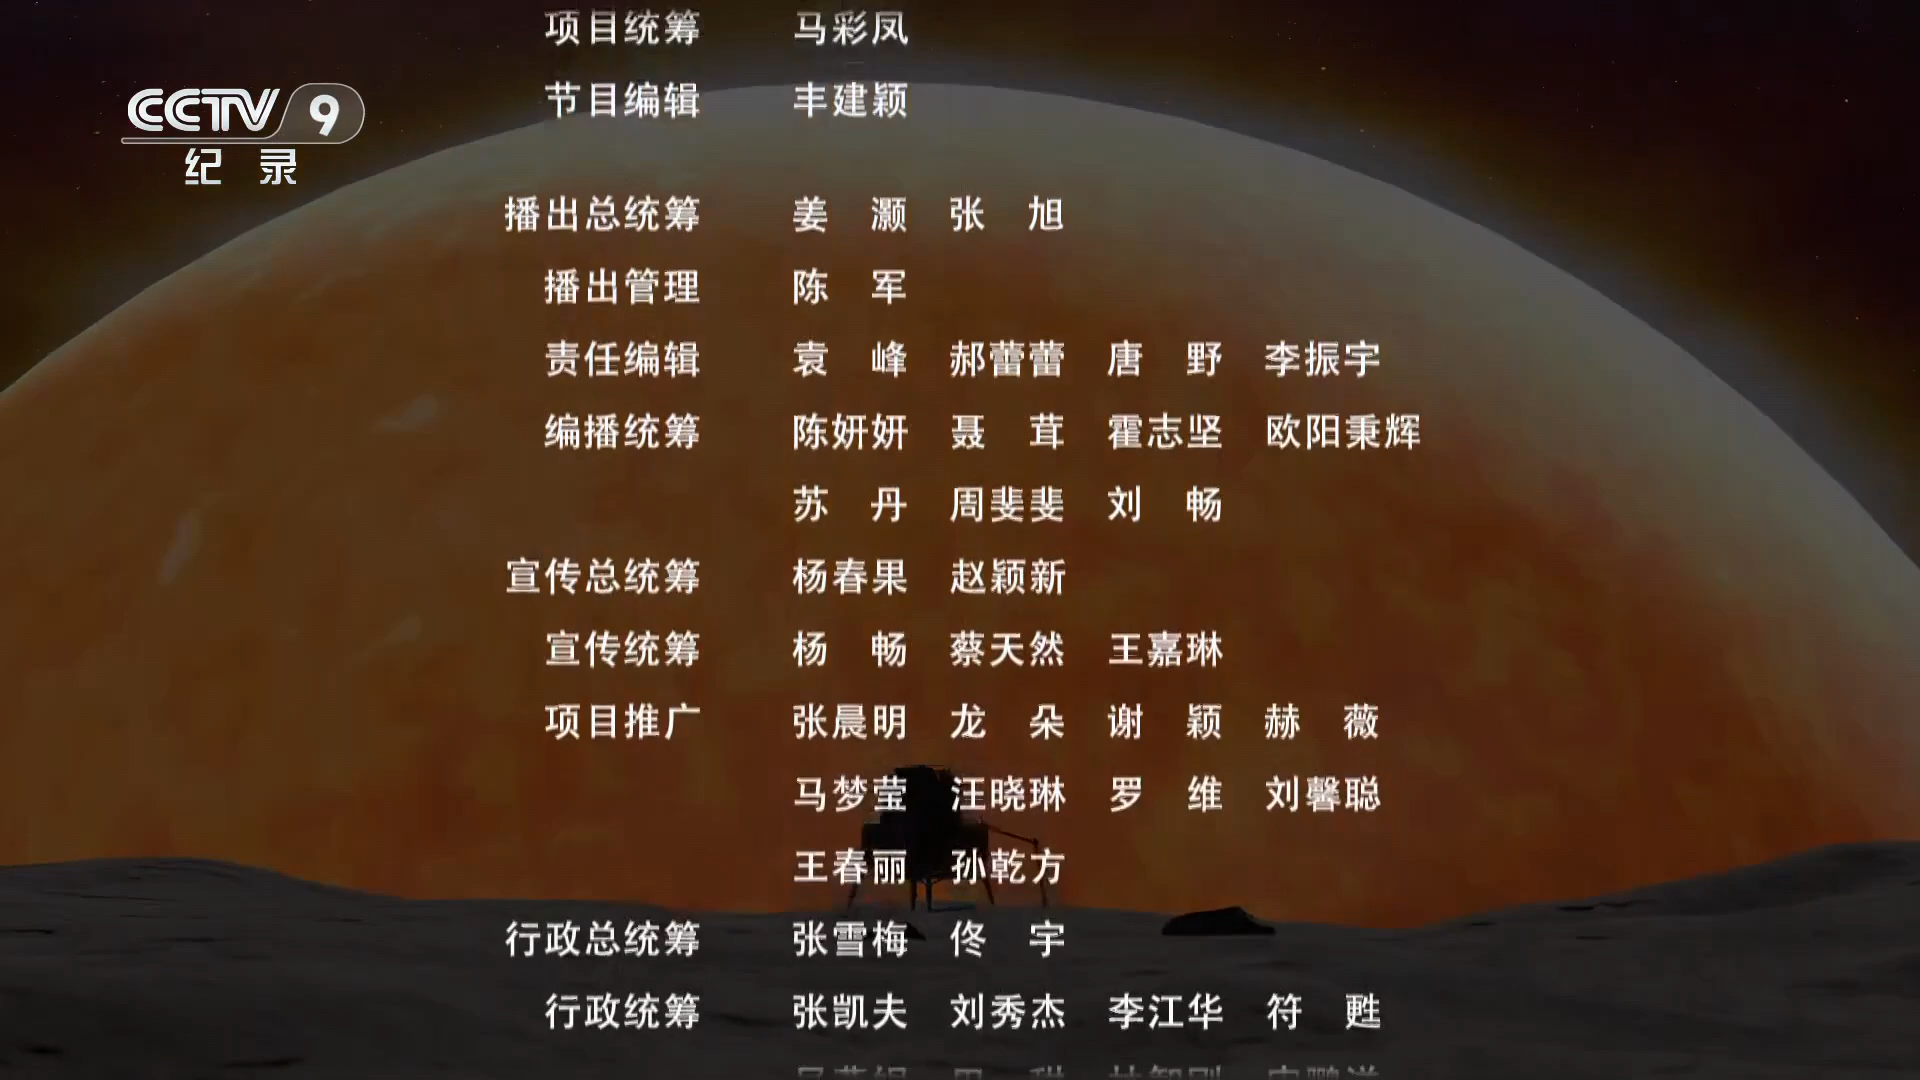 项目统筹 马彩凤
节目编辑 丰建颖
CCTV 9
纪 录
播出总统筹 姜 灏 张 旭
播出管理 陈 军
责任编辑 袁 峰 郝蕾蕾 唐 野 李振宇
编播统筹 陈妍妍 聂 茸 霍志坚 欧阳秉辉
苏 丹 周斐斐 刘 畅
宣传总统筹 杨春果 赵颖新
宣传统筹 杨 畅 蔡天然 王嘉琳
项目推广 张晨明 龙 朵 谢 颖 赫 薇
马梦莹 汪晓琳 罗 维 刘馨聪
王春丽 孙乾方
行政总统筹 张雪梅 佟 宇
行政统筹 张凯夫 刘秀杰 李江华 符 甦